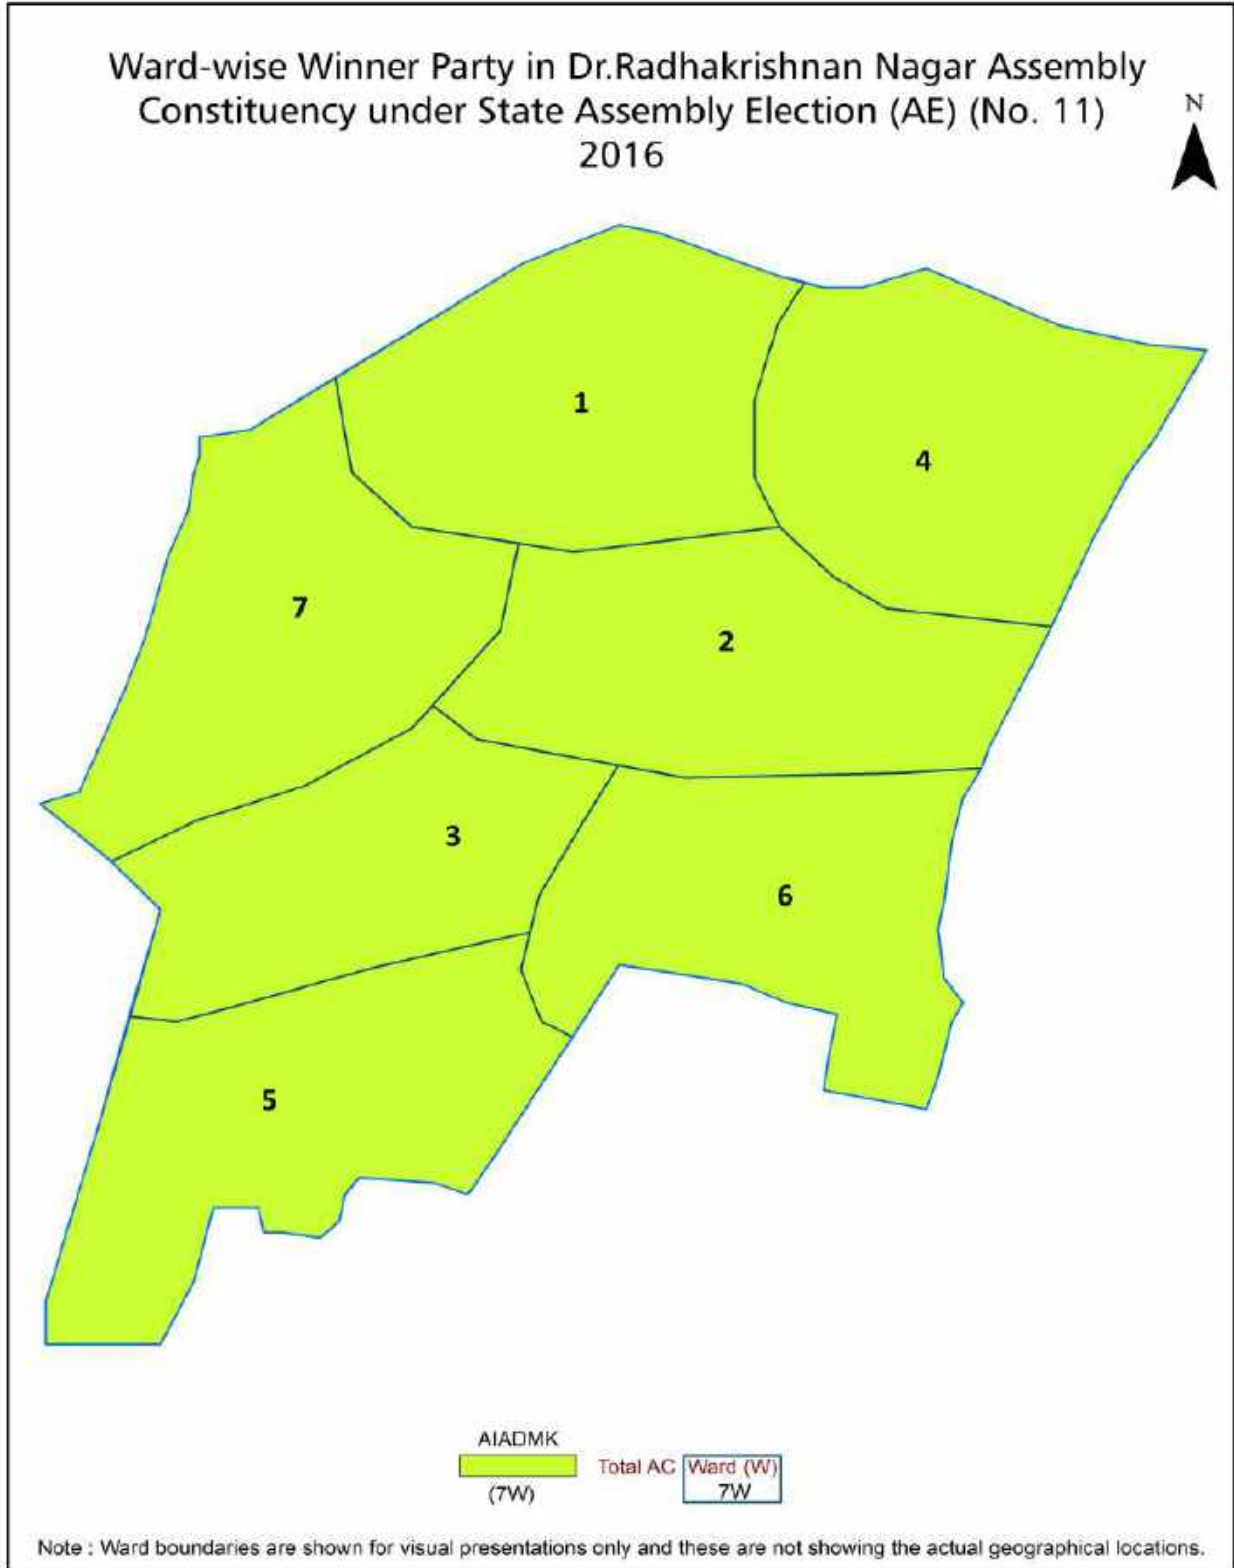 Ward-wise Winner Party in Dr.Radhakrishnan Nagar Assembly
Constituency under State Assembly Election (AE) (No. 11)
2016
N
1
4
7
2
3
6
5
AIADMK
Total AC Ward (W)
(7W) 7W
Note : Ward boundaries are shown for visual presentations only and these are not showing the actual geographical locations.